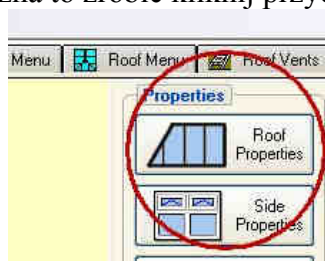 Menu Roof Menu Roof Vents
Properties
Roof
Properties
Side
Properties